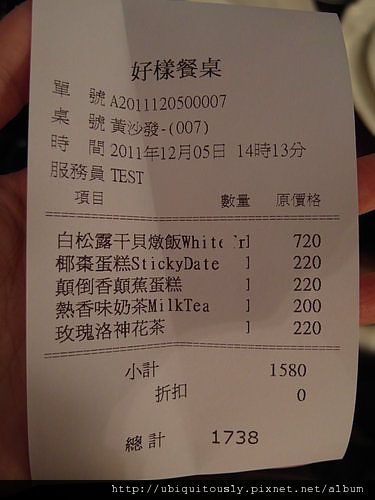 好樣餐桌
單 號 A2011120500007
桌 號 黃沙發-(007)
時 間 2011年12月05日 14時13分
服務員 TEST
項目 數量 原價格
白松露干貝燉飯White Tr1 720
椰棗蛋糕StickyDate 1 220
顛倒香顛蕉蛋糕 1 220
熱香味奶茶MilkTea 1 200
玫瑰洛神花茶 1 220
小計 1580
折扣 0
總計 1738
http://ubiquitously.pixnet.net/album